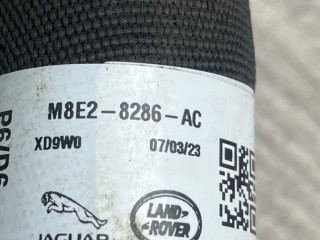 M8E2-8286-AC
XD9W0 07/03/23
LAND-
-ROVER
JAGUAR